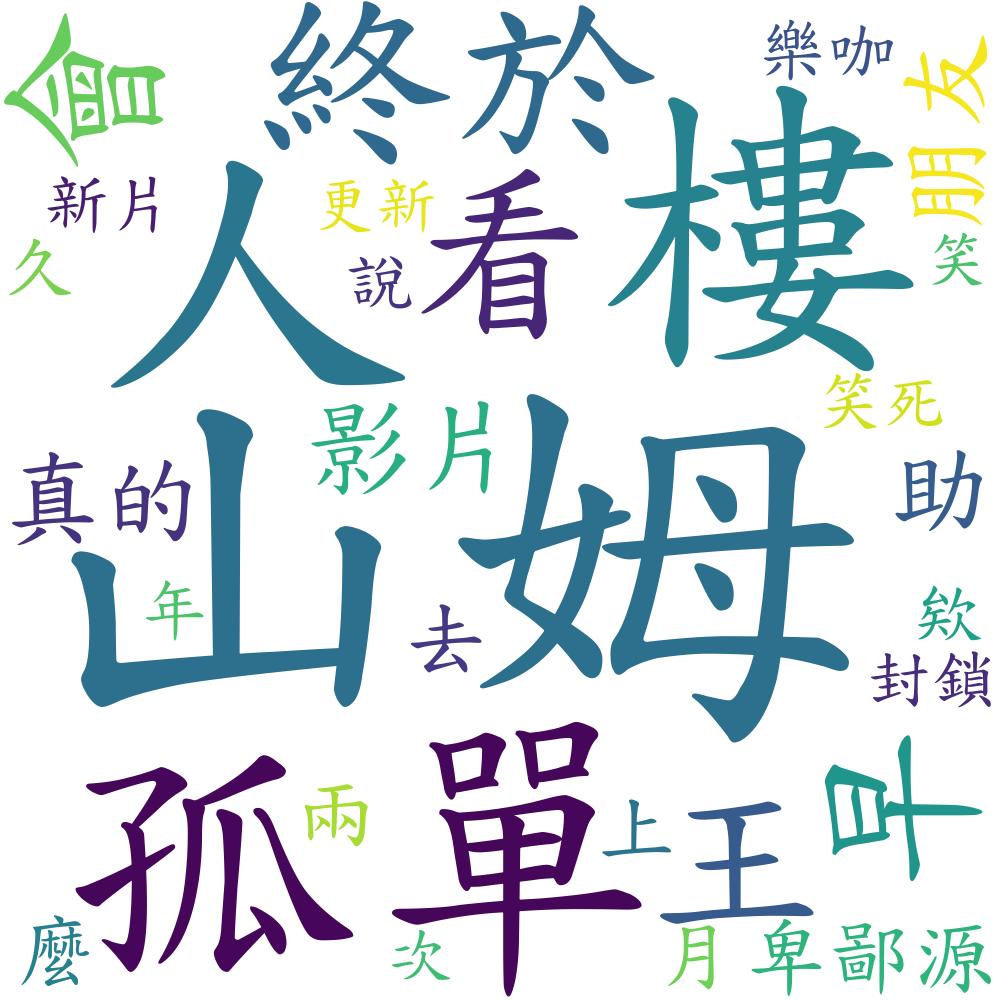 會
終於
樂咖
朋友
人
樓
新片
更新
看
久
說
笑
笑死
影片
真的
助
山姆
年
去
欸
封鎖
孤單
兩
上
王
早
麼
次
月
卑鄙源